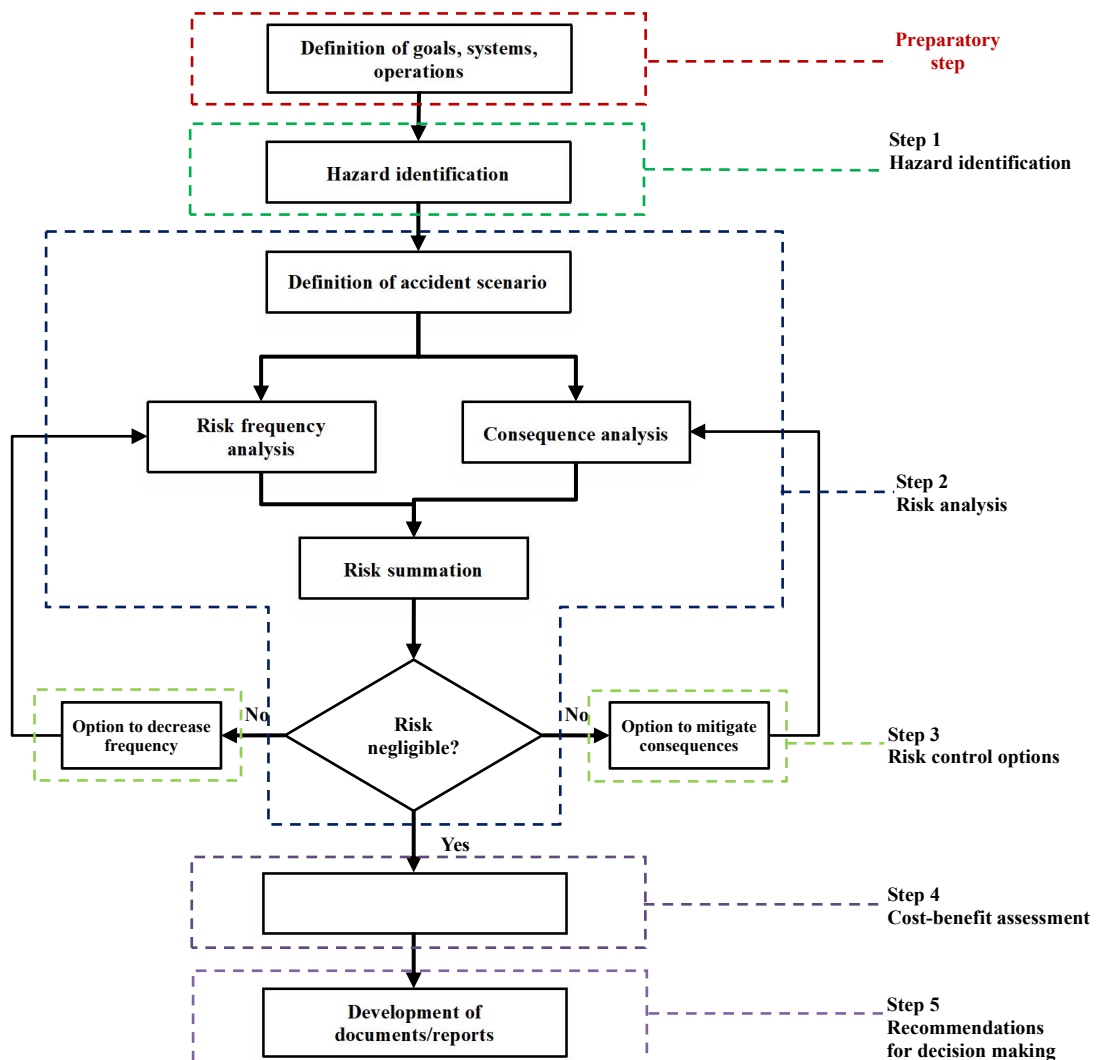 Definition of goals, systems,
operations
Preparatory
step
Step 1
Hazard identification
Hazard identification
Definition of accident scenario
Risk frequency
analysis
Consequence analysis
Step 2
Risk analysis
Risk summation
No
No
Option to decrease
frequency
Risk
negligible?
Option to mitigate
consequences
Step 3
Risk control options
Yes
Step 4
Cost-benefit assessment
Development of
documents/reports
Step 5
Recommendations
for decision making